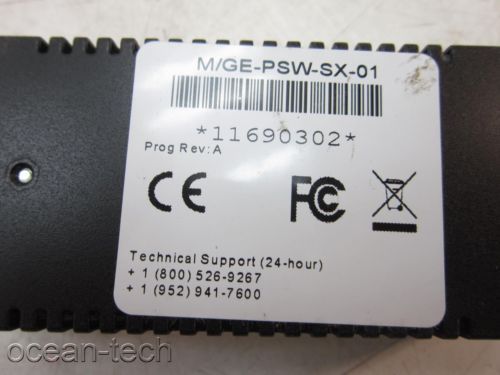 M/GE-PSW-SX-01
*11690302*
Prog Rev: A
CE FC
Technical Support (24-hour)
+ 1 (800) 526-9267
+ 1 (952) 941-7600
ocean-tech